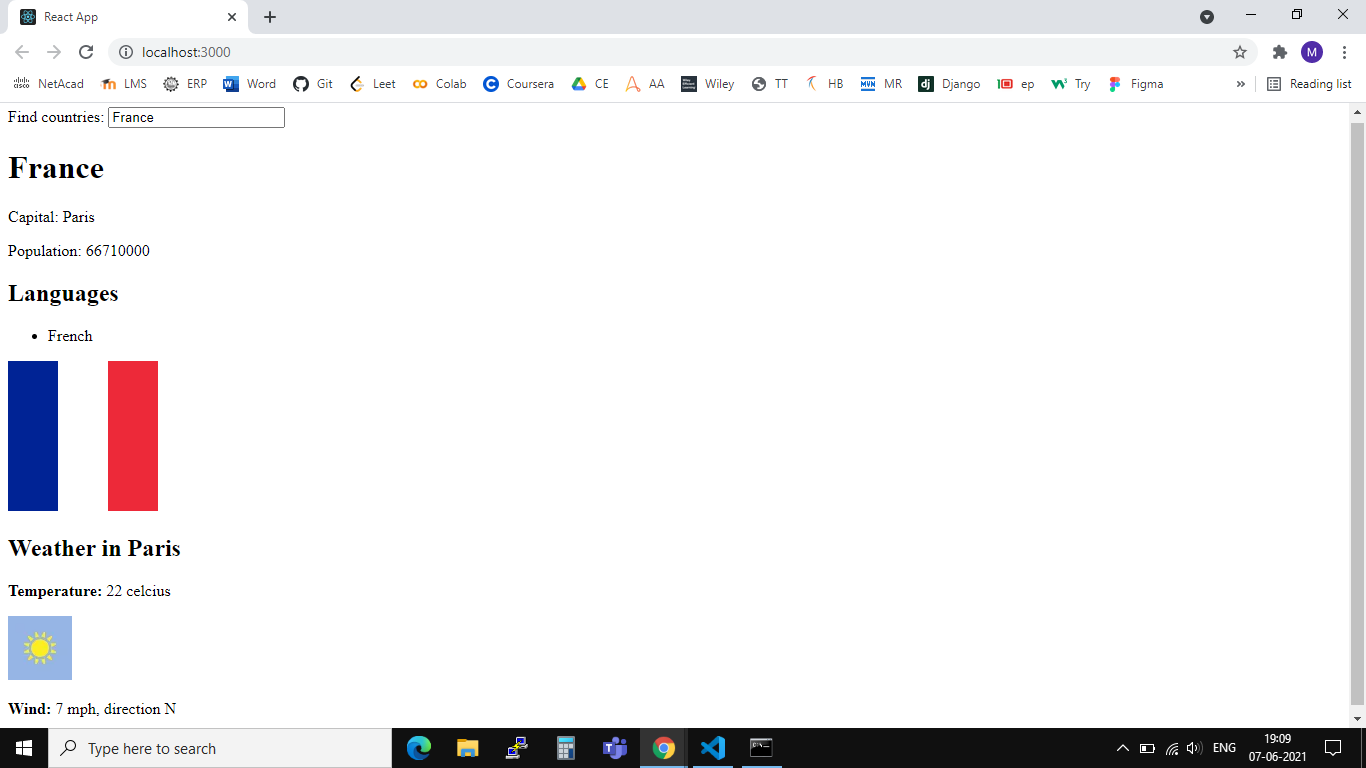 React App
localhost:3000
cisco NetAcad LMS ERP Word Git Leet Colab Coursera CE AA Wiley TT HB MR Django ep Try Figma » Reading list
Find countries: France
France
Capital: Paris
Population: 66710000
Languages
• French
Weather in Paris
Temperature: 22 celcius
Wind: 7 mph, direction N
Type here to search
ENG
19:09
07-06-2021